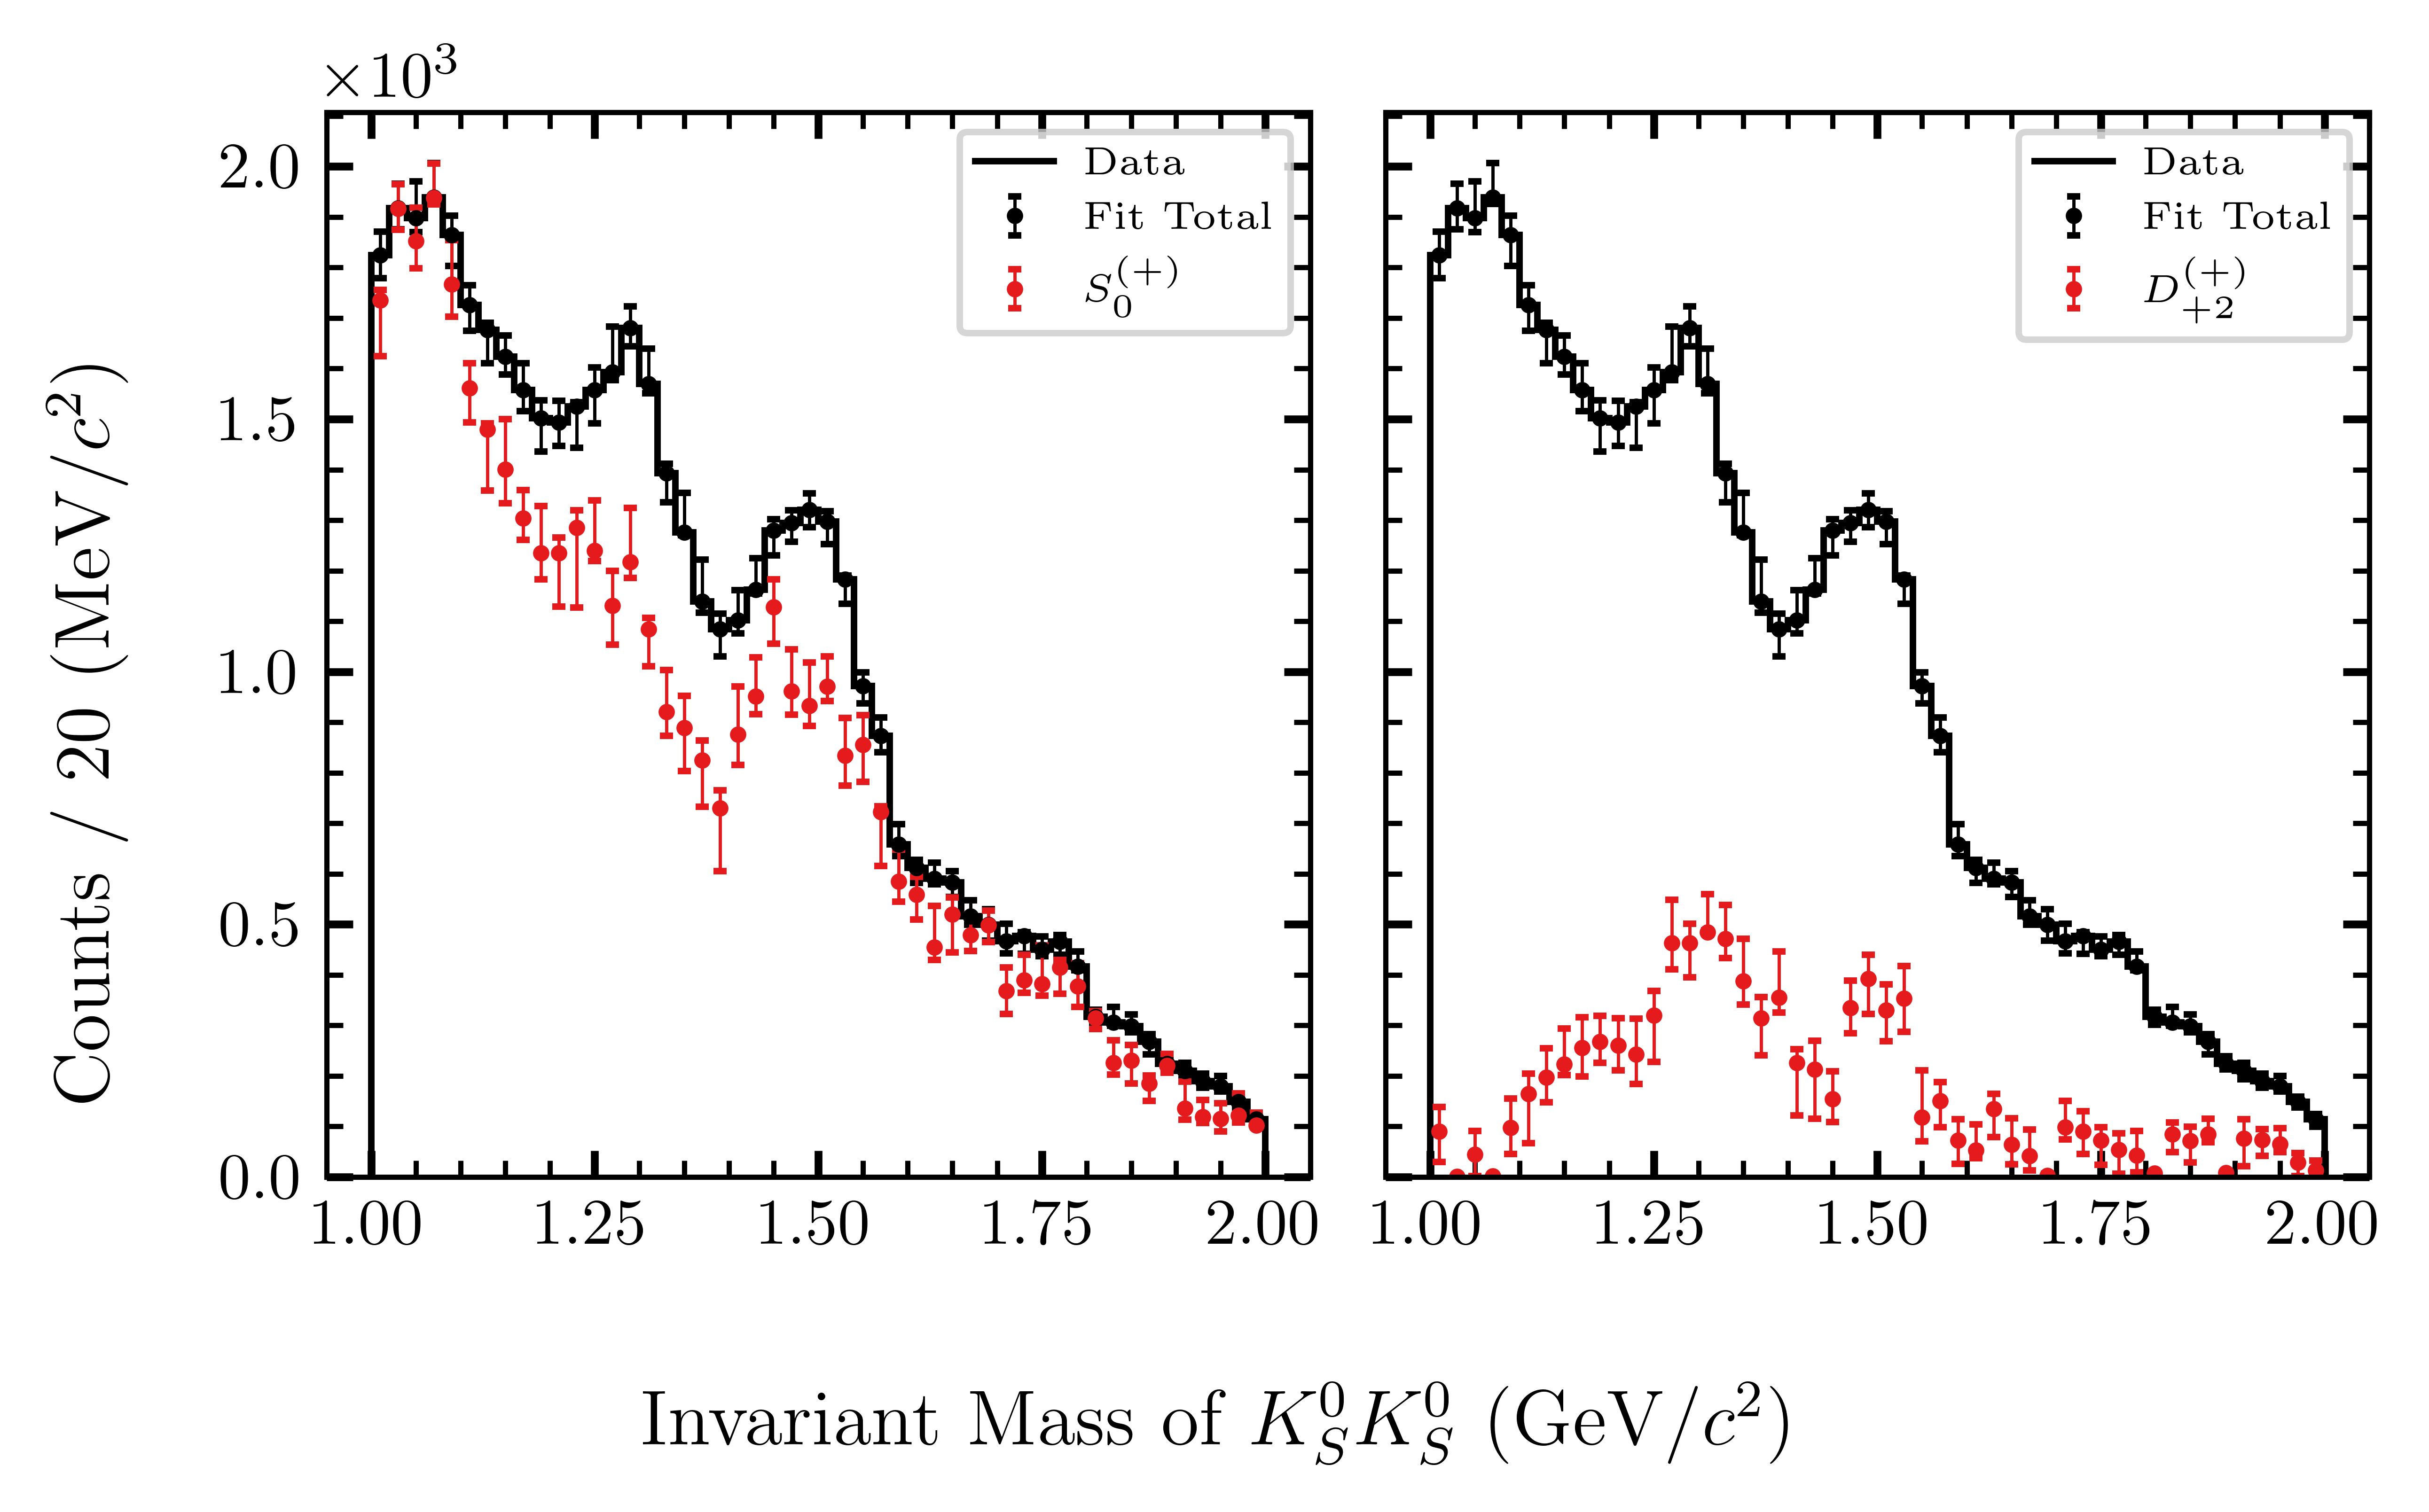 ×10³
Counts / 20 (MeV/c²)
2.0
1.5
1.0
0.5
0.0
Data
Fit Total
S₀⁽⁺⁾
Data
Fit Total
D₊₂⁽⁺⁾
1.00 1.25 1.50 1.75 2.00
1.00 1.25 1.50 1.75 2.00
Invariant Mass of K⁰_S K⁰_S (GeV/c²)